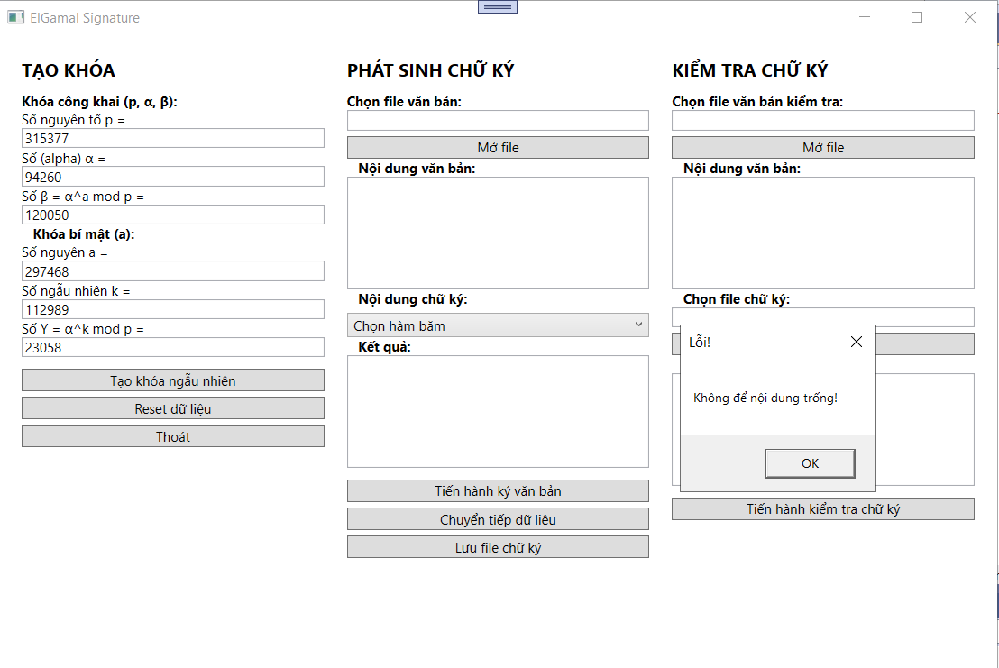 ElGamal Signature
TẠO KHÓA
Khóa công khai (p, α, β):
Số nguyên tố p =
315377
Số (alpha) α =
94260
Số β = α^a mod p =
120050
Khóa bí mật (a):
Số nguyên a =
297468
Số ngẫu nhiên k =
112989
Số Y = α^k mod p =
23058
Tạo khóa ngẫu nhiên
Reset dữ liệu
Thoát
PHÁT SINH CHỮ KÝ
Chọn file văn bản:
Mở file
Nội dung văn bản:
Nội dung chữ ký:
Chọn hàm băm
Kết quả:
Tiến hành ký văn bản
Chuyển tiếp dữ liệu
Lưu file chữ ký
KIỂM TRA CHỮ KÝ
Chọn file văn bản kiểm tra:
Mở file
Nội dung văn bản:
Chọn file chữ ký:
Lỗi!
Không để nội dung trống!
OK
Tiến hành kiểm tra chữ ký